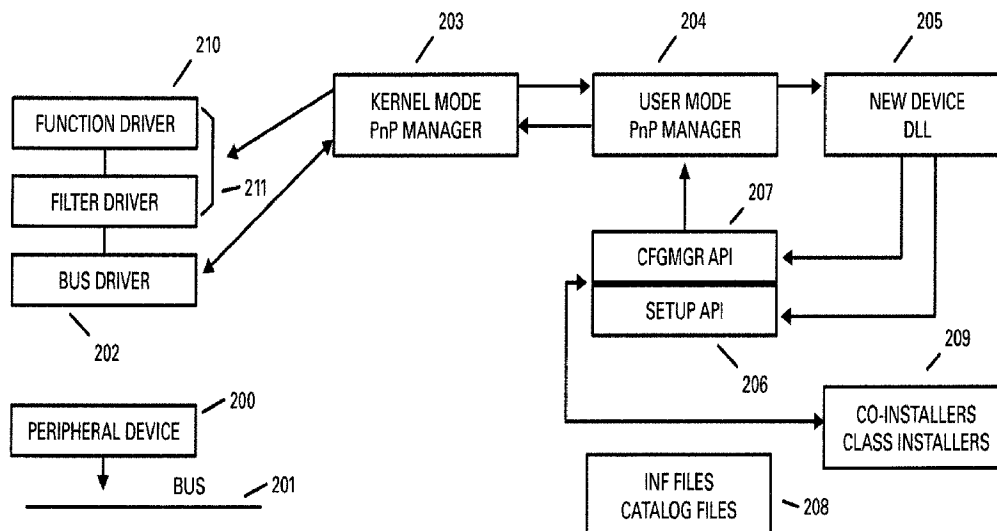 203
204
205
210
KERNEL MODE
PnP MANAGER
USER MODE
PnP MANAGER
NEW DEVICE
DLL
FUNCTION DRIVER
FILTER DRIVER
211
BUS DRIVER
202
207
CFGMGR API
SETUP API
206
209
CO-INSTALLERS
CLASS INSTALLERS
200
PERIPHERAL DEVICE
BUS
201
INF FILES
CATALOG FILES
208